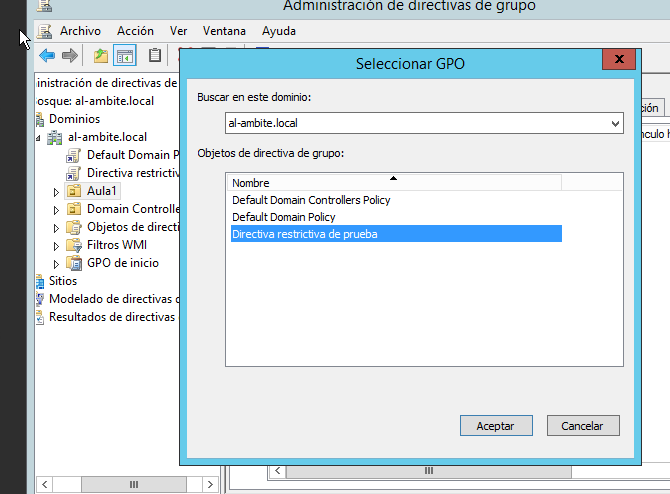 Administración de directivas de grupo
Archivo Acción Ver Ventana Ayuda
Seleccionar GPO
x
Buscar en este dominio:
al-ambite.local
Objetos de directiva de grupo:
Nombre
Default Domain Controllers Policy
Default Domain Policy
Directiva restrictiva de prueba
Aceptar Cancelar
inistración de directivas de
osque: al-ambite.local
Dominios
al-ambite.local
Default Domain P
Directiva restrictiv
Aula1
Domain Controlle
Objetos de directi
Filtros WMI
GPO de inicio
Sitios
Modelado de directivas d
Resultados de directivas
ción
nculo h